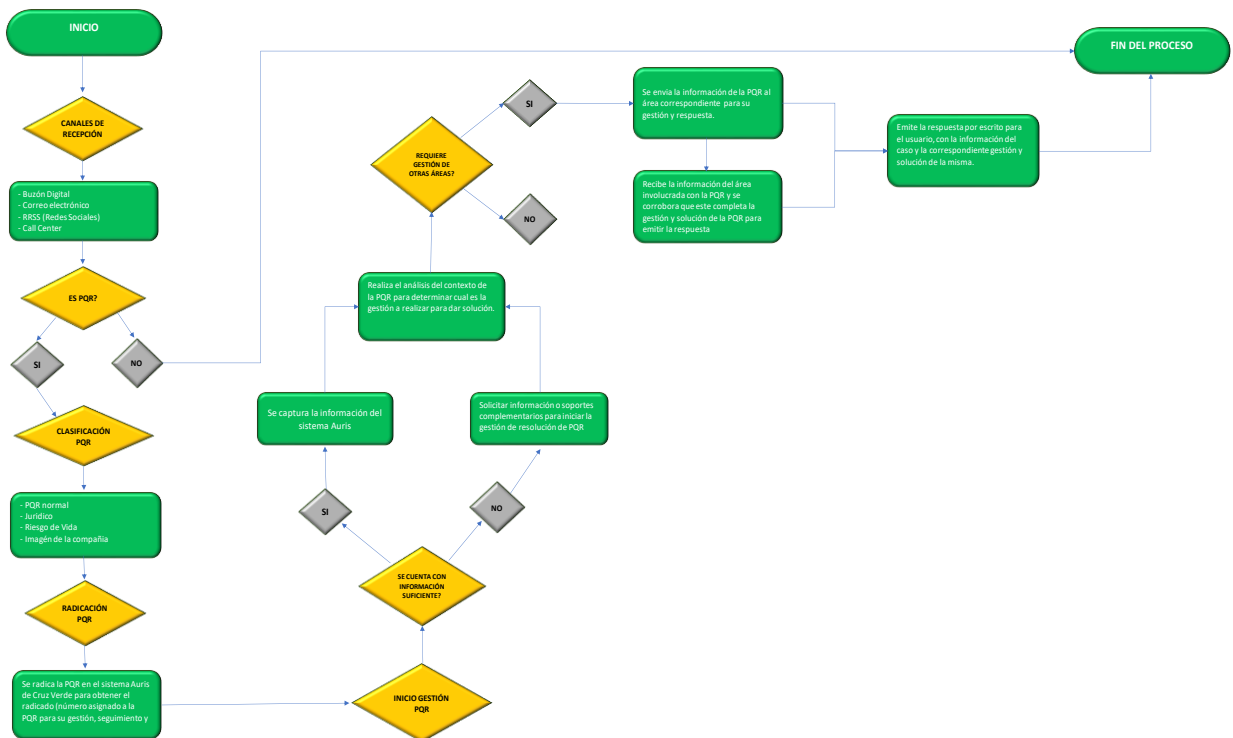 INICIO
CANALES DE
RECEPCIÓN
- Buzón Digital
- Correo electrónico
- RRSS (Redes Sociales)
- Call Center
ES PQR?
SI
NO
CLASIFICACIÓN
PQR
- PQR normal
- Juridico
- Riesgo de Vida
- Imagén de la compañia
RADICACIÓN
PQR
Se radica la PQR en el sistema Auris
de Cruz Verde para obtener el
radicado (número asignado a la
PQR para su gestión, seguimiento y
INICIO GESTIÓN
PQR
SE CUENTA CON
INFORMACIÓN
SUFICIENTE?
SI
NO
Se captura la información del
sistema Auris
Solicitar información o soportes
complementarios para iniciar la
gestión de resolución de PQR
Realiza el análisis del contexto de
la PQR para determinar cual es la
gestión a realizar para dar solución.
REQUIERE
GESTIÓN DE
OTRAS ÁREAS?
SI
NO
Se envia la información de la PQR al
área correspondiente para su
gestión y respuesta.
Recibe la información del área
involucrada con la PQR y se
corrobora que este completa la
gestión y solución de la PQR para
emitir la respuesta
Emite la respuesta por escrito para
el usuario, con la información del
caso y la correspondiente gestión y
solución de la misma.
FIN DEL PROCESO